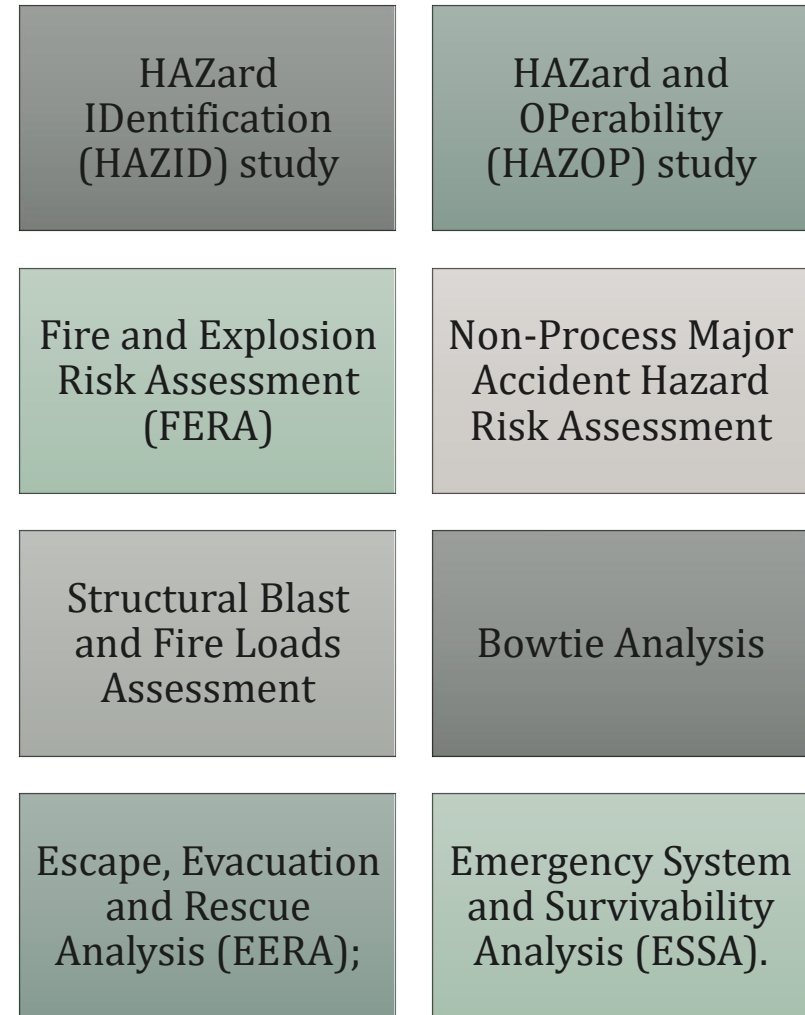 HAZard
IDentification
(HAZID) study
HAZard and
OPerability
(HAZOP) study
Fire and Explosion
Risk Assessment
(FERA)
Non-Process Major
Accident Hazard
Risk Assessment
Structural Blast
and Fire Loads
Assessment
Bowtie Analysis
Escape, Evacuation
and Rescue
Analysis (EERA);
Emergency System
and Survivability
Analysis (ESSA).